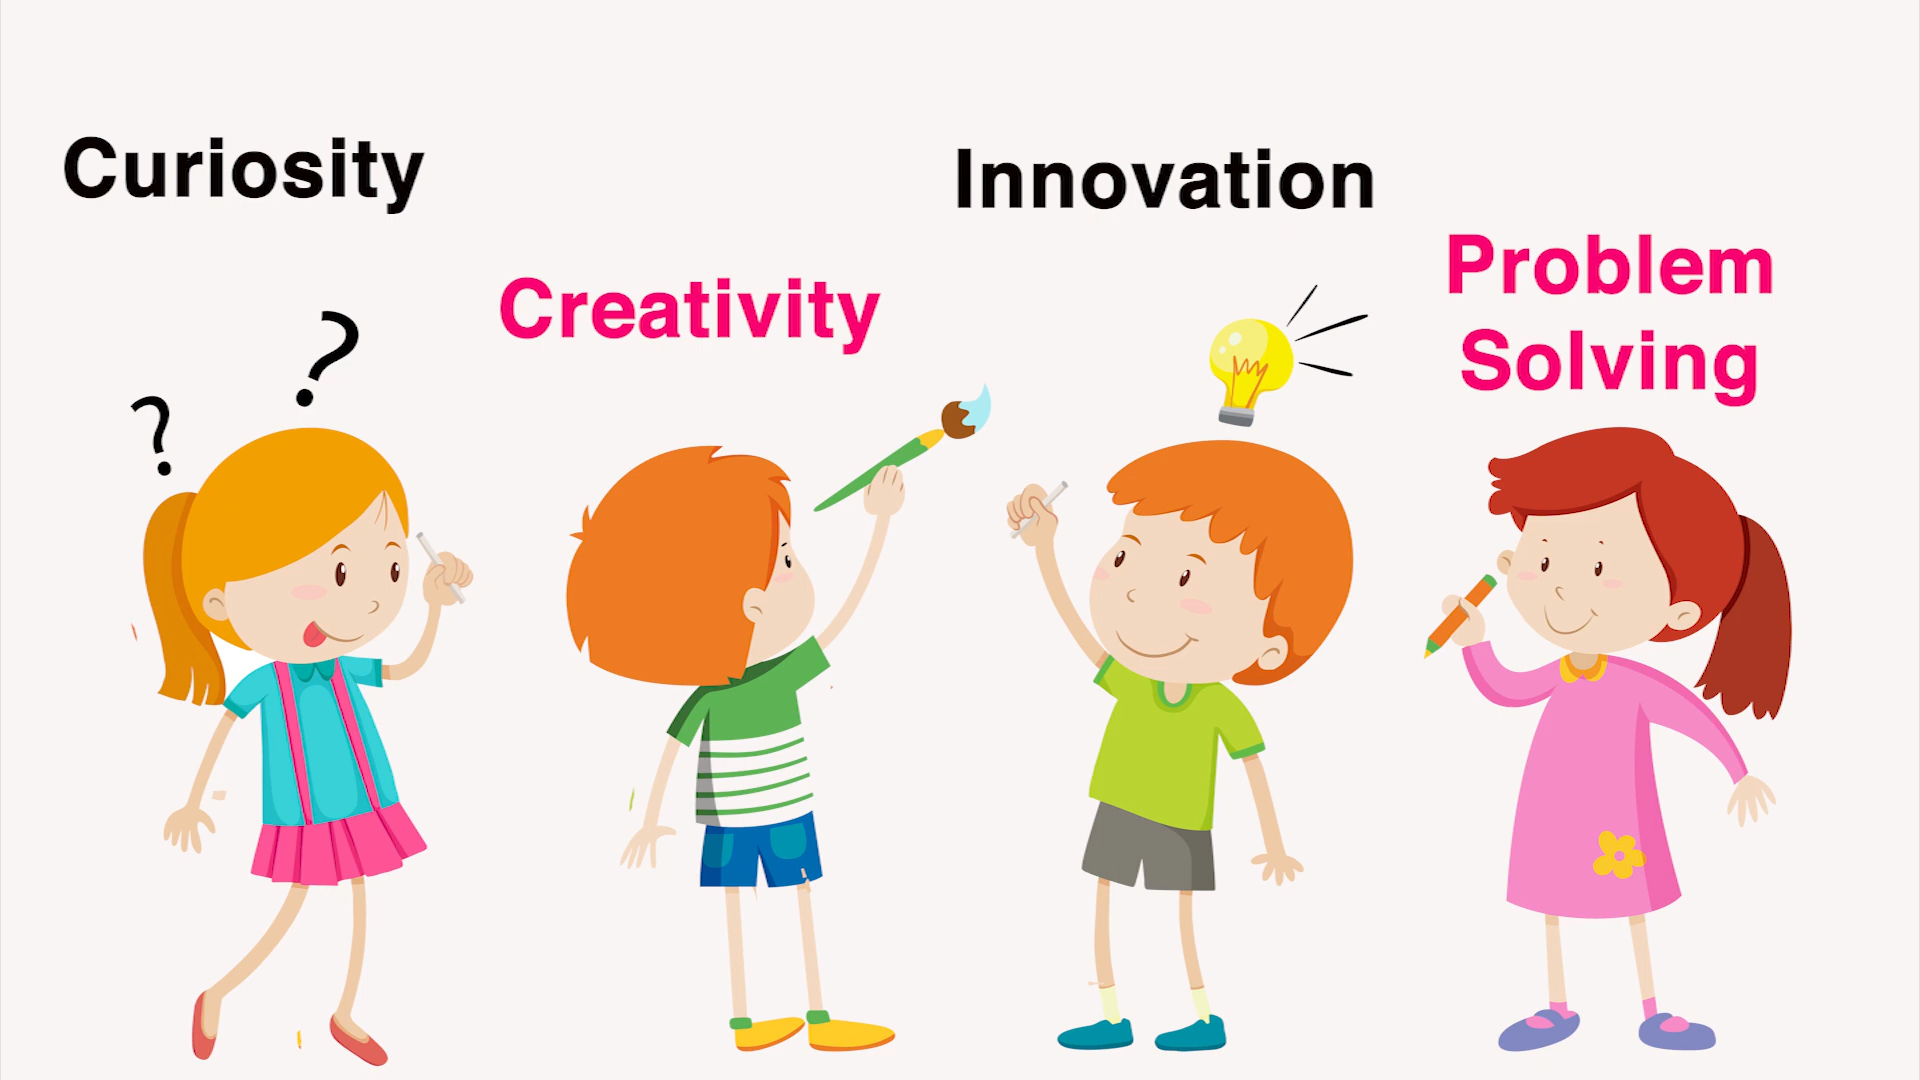 Curiosity
Creativity
Innovation
Problem
Solving